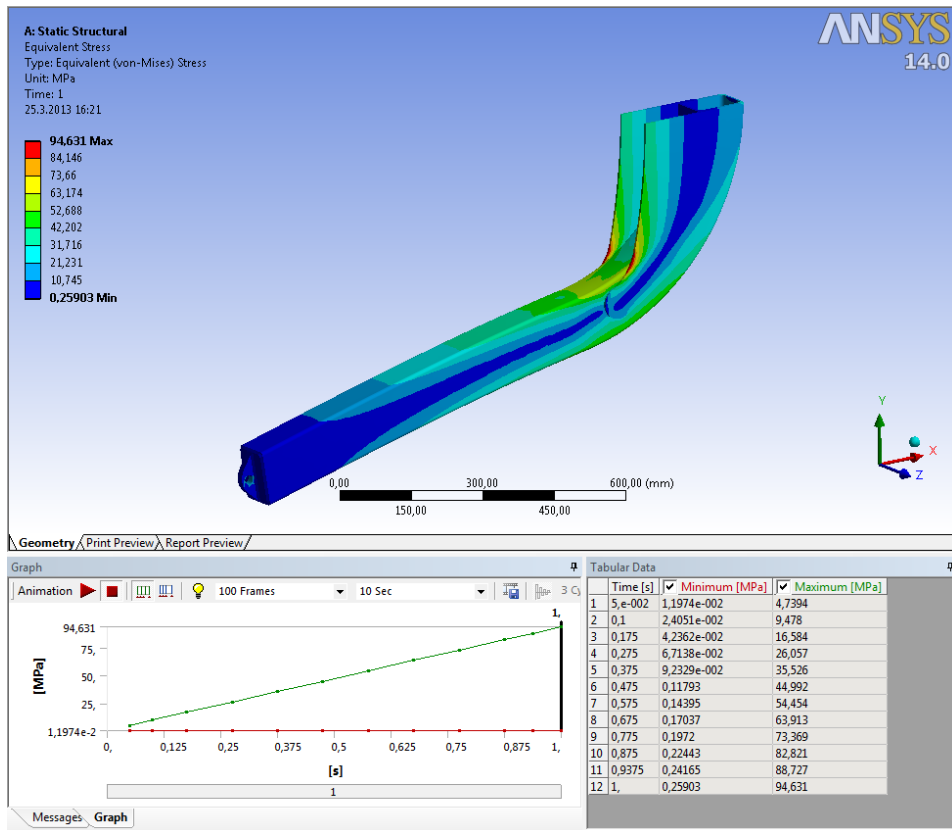 ANSYS
14.0
A: Static Structural
Equivalent Stress
Type: Equivalent (von-Mises) Stress
Unit: MPa
Time: 1
25.3.2013 16:21
94,631 Max
84,146
73,66
63,174
52,688
42,202
31,716
21,231
10,745
0,25903 Min
Y
X
Z
0,00 300,00 600,00 (mm)
150,00 450,00
Geometry Print Preview Report Preview
Graph
Animation 100 Frames 10 Sec
1,
94,631
75,
50,
25,
1,1974e-2
[MPa]
0, 0,125 0,25 0,375 0,5 0,625 0,75 0,875 1,
[s]
1
Messages Graph
Tabular Data
Time [s] Minimum [MPa] Maximum [MPa]
1 5,e-002 1,1974e-002 4,7394
2 0,1 2,4051e-002 9,478
3 0,175 4,2362e-002 16,584
4 0,275 6,7138e-002 26,057
5 0,375 9,2329e-002 35,526
6 0,475 0,11793 44,992
7 0,575 0,14395 54,454
8 0,675 0,17037 63,913
9 0,775 0,1972 73,369
10 0,875 0,22443 82,821
11 0,9375 0,24165 88,727
12 1, 0,25903 94,631